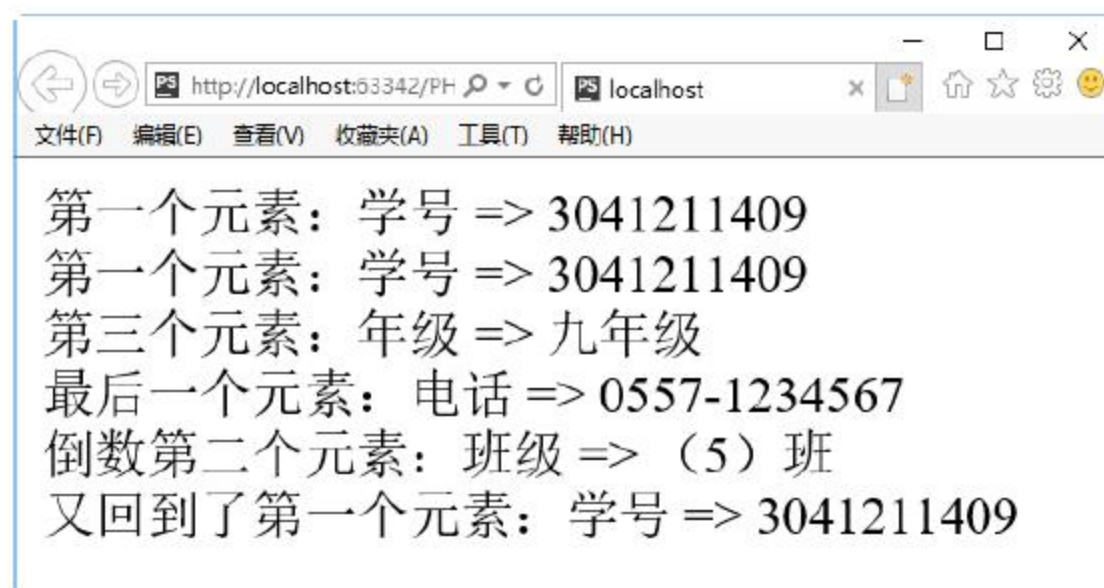 http://localhost:63342/PH
localhost
文件(F) 编辑(E) 查看(V) 收藏夹(A) 工具(T) 帮助(H)
第一个元素：学号 => 3041211409
第一个元素：学号 => 3041211409
第三个元素：年级 => 九年级
最后一个元素：电话 => 0557-1234567
倒数第二个元素：班级 => （5）班
又回到了第一个元素：学号 => 3041211409